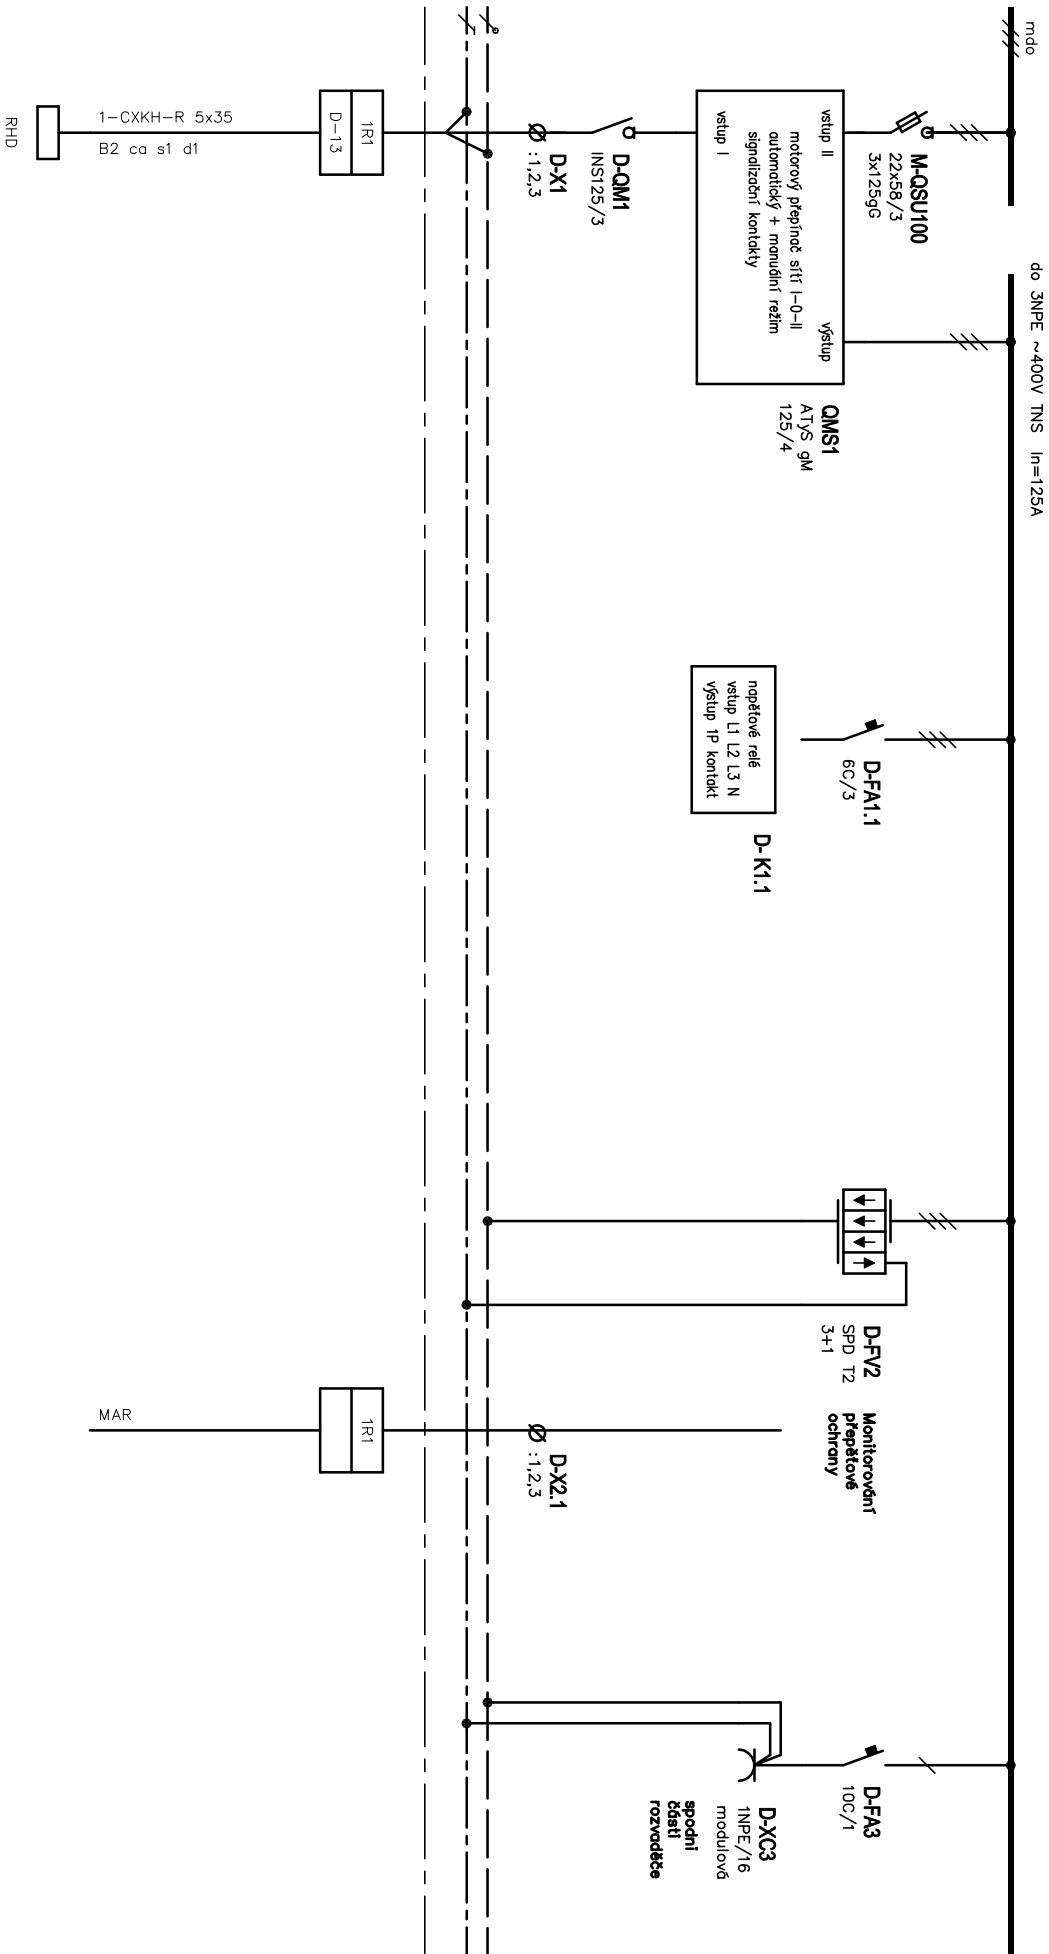 mdo
do 3NPE ~400V TNS In=125A
M-QSU100
22x58/3
3x125gG
vstup II
výstup
motorový přepínač sítí I-0-II
automatický + manuální režim
signalizační kontakty
vstup I
QMS1
ATyS gM
125/4
D-QM1
INS125/3
D-X1
:1,2,3
1R1
D-13
1-CXKH-R 5x35
B2 ca s1 d1
RHD
D-FA1.1
6C/3
napěťové relé
vstup L1 L2 L3 N
výstup 1P kontakt
D-K1.1
D-FV2
SPD T2
3+1
Monitorování
přepěťové
ochrany
D-X2.1
:1,2,3
1R1
MAR
D-FA3
10C/1
D-XC3
1NPE/16
modulová
spodní
části
rozvaděče